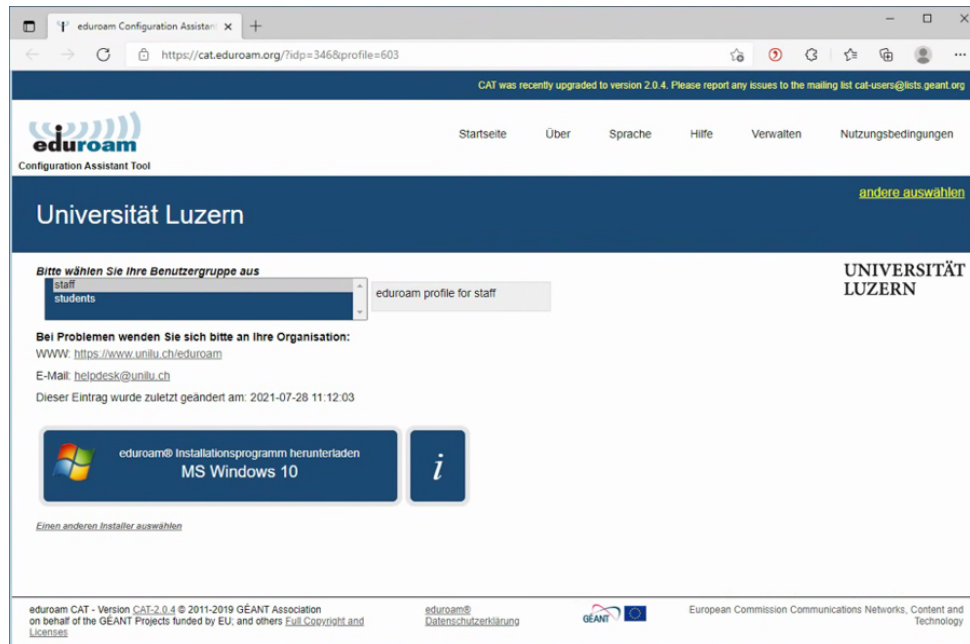 eduroam Configuration Assistan
https://cat.eduroam.org/?idp=346&profile=603
CAT was recently upgraded to version 2.0.4. Please report any issues to the mailing list cat-users@lists.geant.org
eduroam
Configuration Assistant Tool
Startseite Über Sprache Hilfe Verwalten Nutzungsbedingungen
andere auswählen
Universität Luzern
Bitte wählen Sie Ihre Benutzergruppe aus
staff
students
eduroam profile for staff
UNIVERSITÄT
LUZERN
Bei Problemen wenden Sie sich bitte an Ihre Organisation:
WWW: https://www.unilu.ch/eduroam
E-Mail: helpdesk@unilu.ch
Dieser Eintrag wurde zuletzt geändert am: 2021-07-28 11:12:03
eduroam® Installationsprogramm herunterladen
MS Windows 10
i
Einen anderen Installer auswählen
eduroam CAT - Version CAT-2.0.4 © 2011-2019 GÉANT Association
on behalf of the GÉANT Projects funded by EU; and others Full Copyright and
Licenses
eduroam®
Datenschutzerklärung
GÉANT
European Commission Communications Networks, Content and
Technology